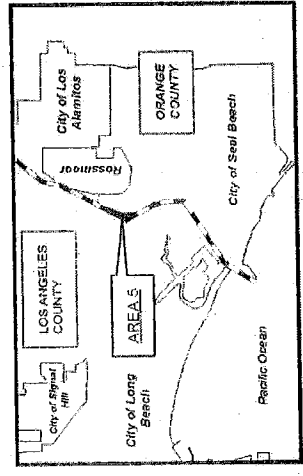 City of Los
Alamitos
ORANGE
COUNTY
Rossmoor
City of Seal Beach
LOS ANGELES
COUNTY
AREA 5
City of Signal
Hill
City of Long
Beach
Pacific Ocean